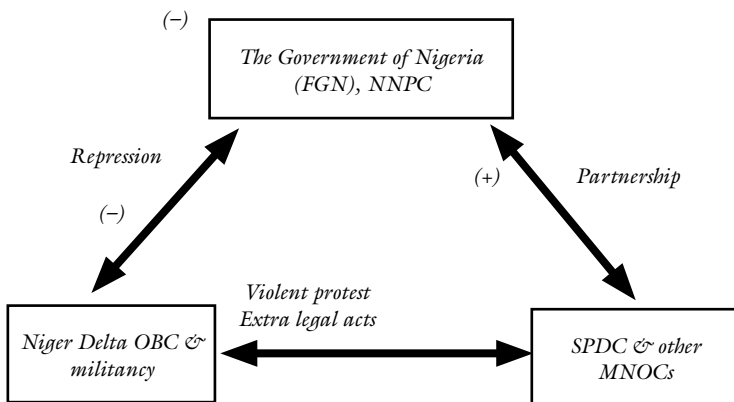 (−)
The Government of Nigeria
(FGN), NNPC
Repression
(+)
Partnership
(−)
Violent protest
Extra legal acts
Niger Delta OBC &
militancy
SPDC & other
MNOCs